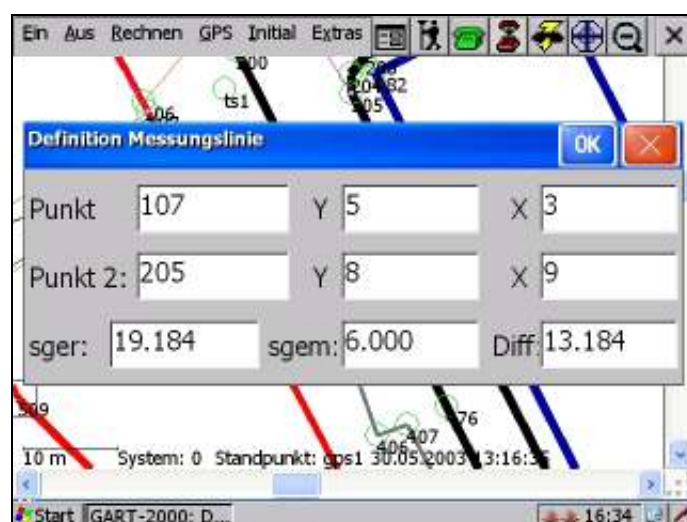 Ein Aus Rechnen GPS Initial Extras
ts1
Definition Messungslinie OK
Punkt 107 Y 5 X 3
Punkt 2: 205 Y 8 X 9
sger: 19.184 sgem: 6.000 Diff: 13.184
509
76
407
406
10 m System: 0 Standpunkt: gps1 30.05.2003 13:16:35
Start GART-2000: D... 16:34